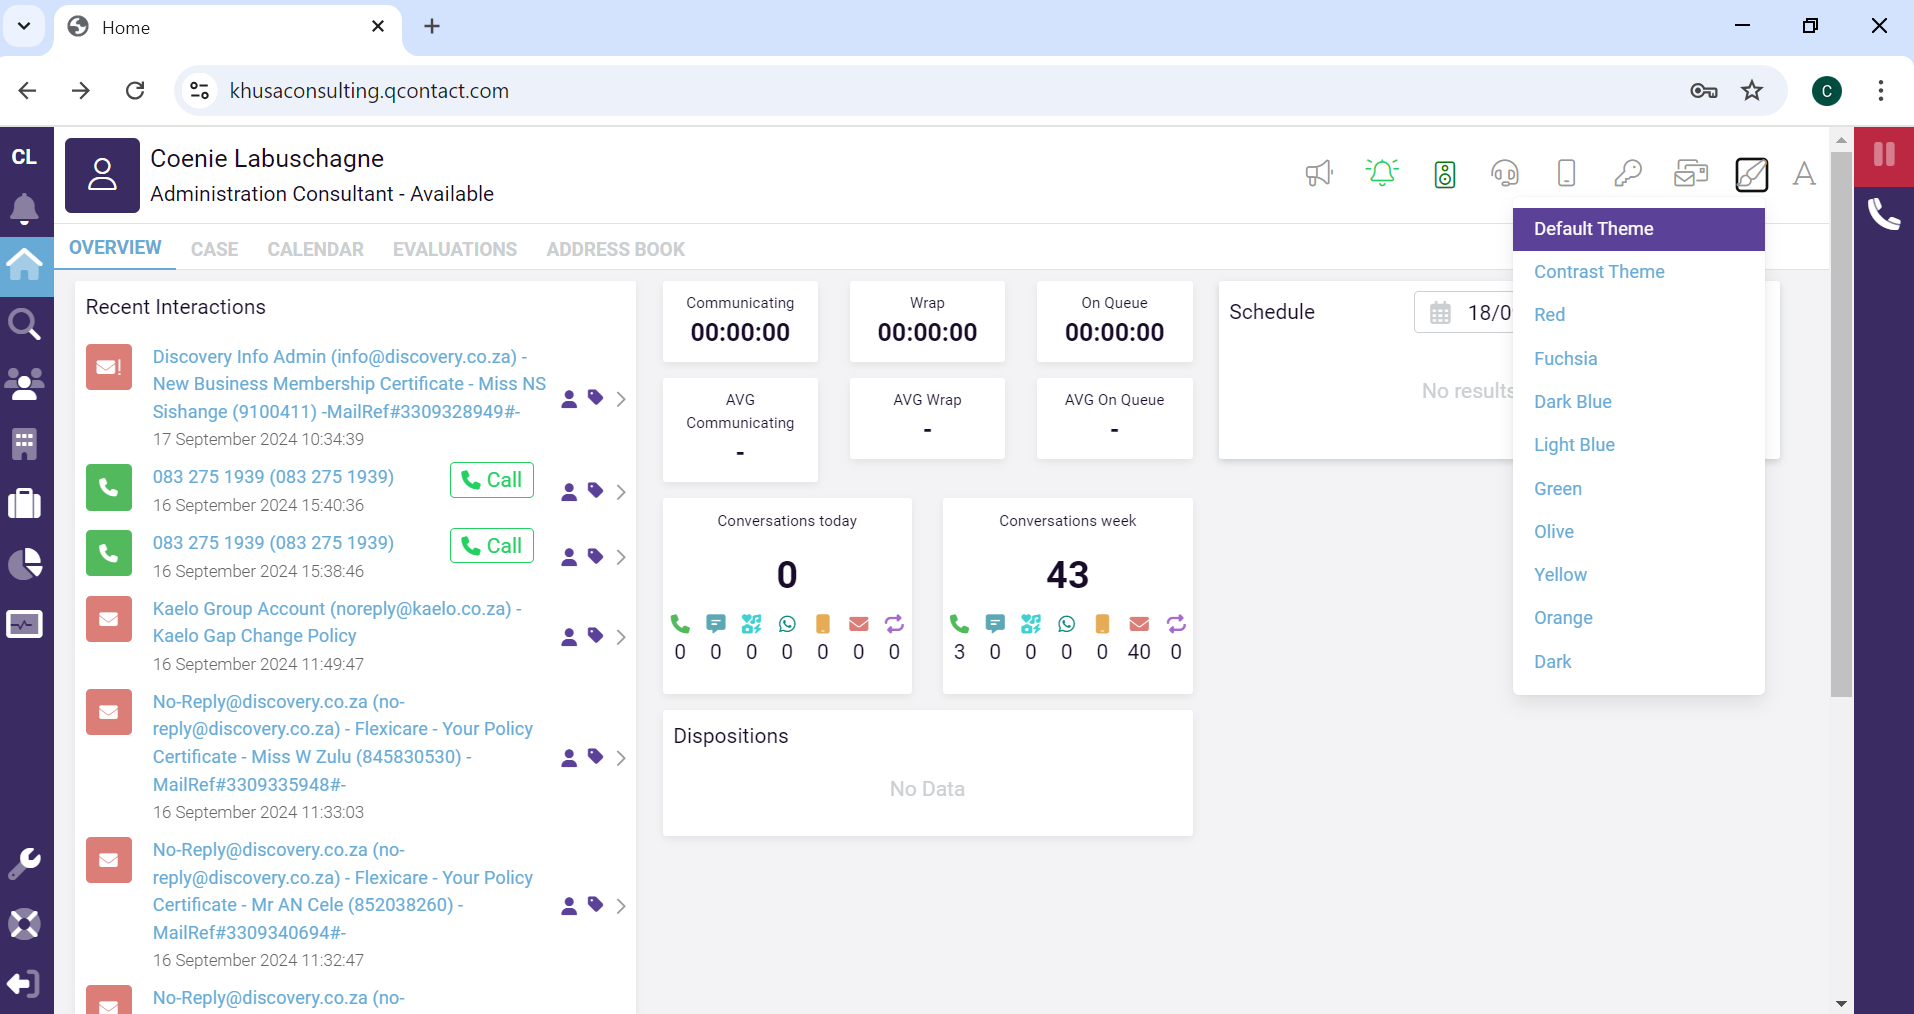 Home
khusaconsulting.qcontact.com
C
CL
Coenie Labuschagne
Administration Consultant - Available
A
OVERVIEW
CASE
CALENDAR
EVALUATIONS
ADDRESS BOOK
Recent Interactions
Discovery Info Admin (info@discovery.co.za) -
New Business Membership Certificate - Miss NS
Sishange (9100411) -MailRef#3309328949#-
17 September 2024 10:34:39
083 275 1939 (083 275 1939)
Call
16 September 2024 15:40:36
083 275 1939 (083 275 1939)
Call
16 September 2024 15:38:46
Kaelo Group Account (noreply@kaelo.co.za) -
Kaelo Gap Change Policy
16 September 2024 11:49:47
No-Reply@discovery.co.za (no-
reply@discovery.co.za) - Flexicare - Your Policy
Certificate - Miss W Zulu (845830530) -
MailRef#3309335948#-
16 September 2024 11:33:03
No-Reply@discovery.co.za (no-
reply@discovery.co.za) - Flexicare - Your Policy
Certificate - Mr AN Cele (852038260) -
MailRef#3309340694#-
16 September 2024 11:32:47
No-Reply@discovery.co.za (no-
Communicating
00:00:00
Wrap
00:00:00
On Queue
00:00:00
AVG
Communicating
-
AVG Wrap
-
AVG On Queue
-
Conversations today
0
0 0 0 0 0 0 0
Conversations week
43
3 0 0 0 0 40 0
Dispositions
No Data
Schedule
18/0
No results
Default Theme
Contrast Theme
Red
Fuchsia
Dark Blue
Light Blue
Green
Olive
Yellow
Orange
Dark